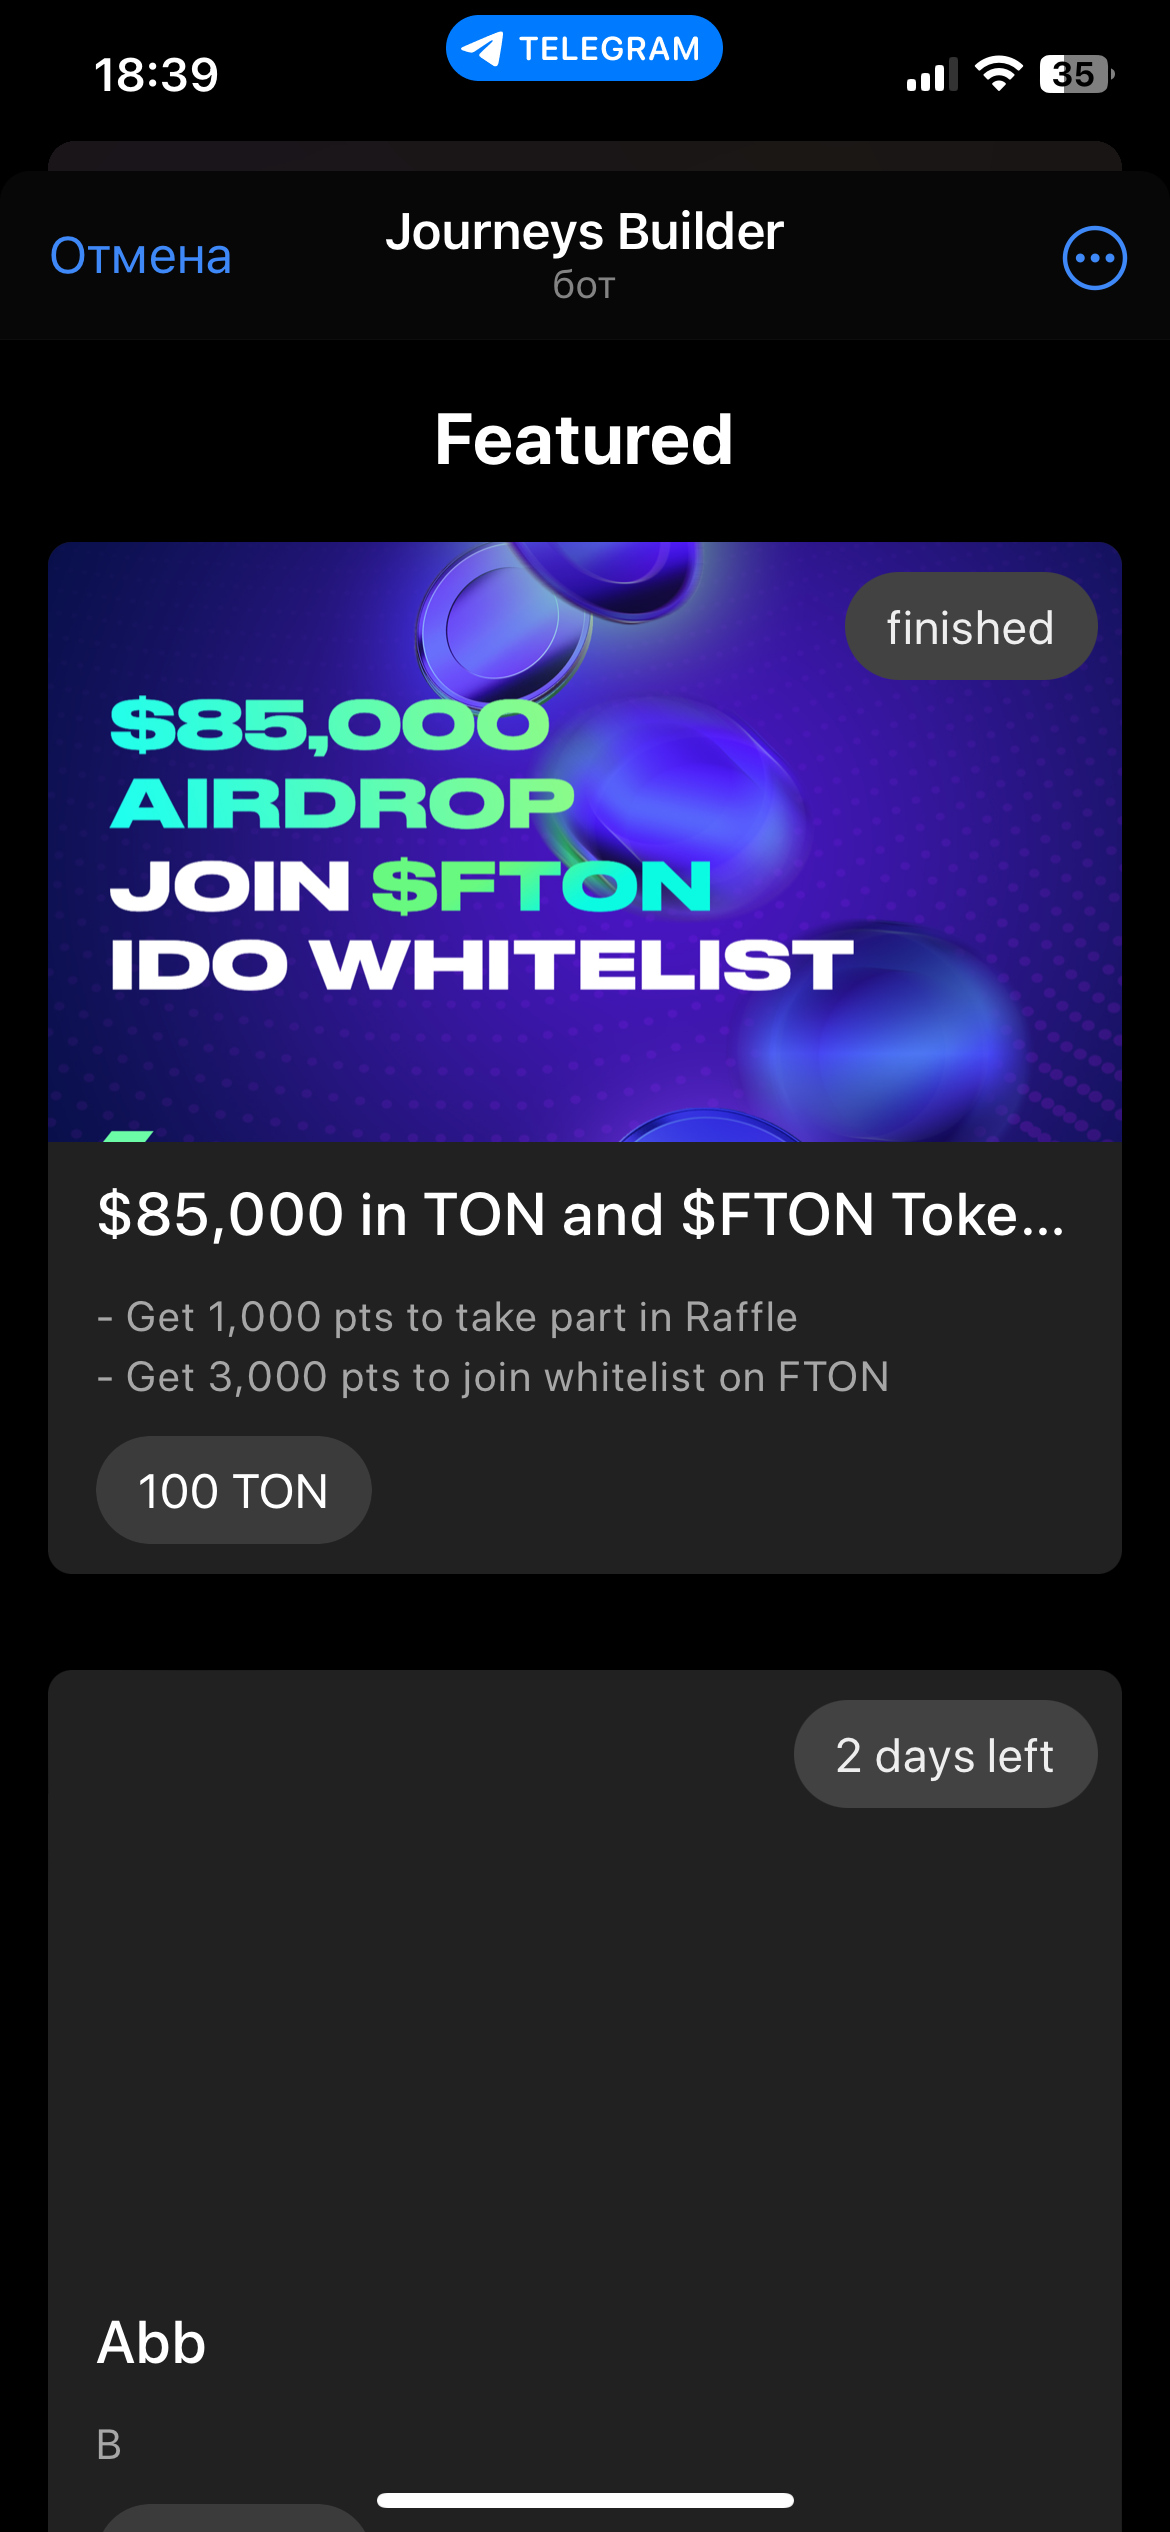 18:39
TELEGRAM
35
Отмена
Journeys Builder
бот
Featured
finished
$85,000
AIRDROP
JOIN $FTON
IDO WHITELIST
$85,000 in TON and $FTON Toke...
- Get 1,000 pts to take part in Raffle
- Get 3,000 pts to join whitelist on FTON
100 TON
2 days left
Abb
B